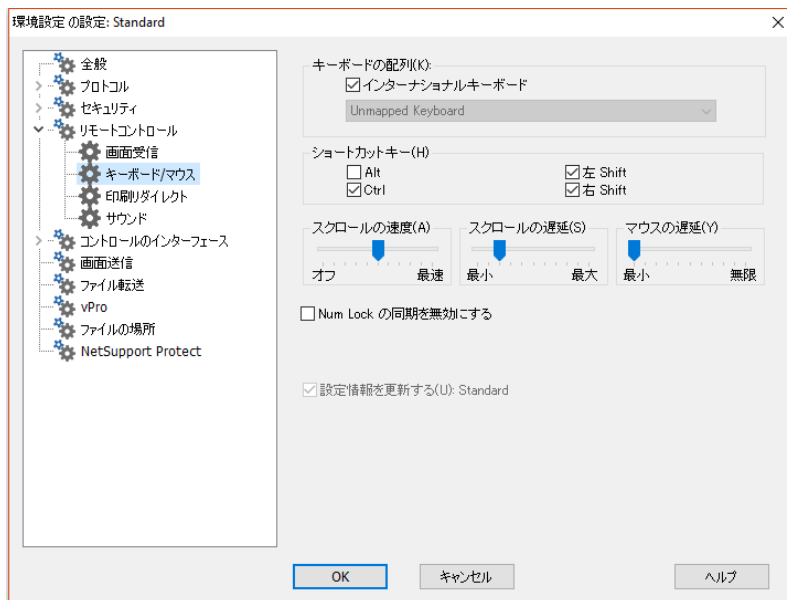 環境設定 の設定: Standard
全般
プロトコル
セキュリティ
リモートコントロール
画面受信
キーボード/マウス
印刷リダイレクト
サウンド
コントロールのインターフェース
画面送信
ファイル転送
vPro
ファイルの場所
NetSupport Protect
キーボードの配列(K):
インターナショナルキーボード
Unmapped Keyboard
ショートカットキー(H)
Alt
左 Shift
Ctrl
右 Shift
スクロールの速度(A)
オフ 最速
スクロールの遅延(S)
最小 最大
マウスの遅延(Y)
最小 無限
Num Lock の同期を無効にする
設定情報を更新する(U): Standard
OK
キャンセル
ヘルプ